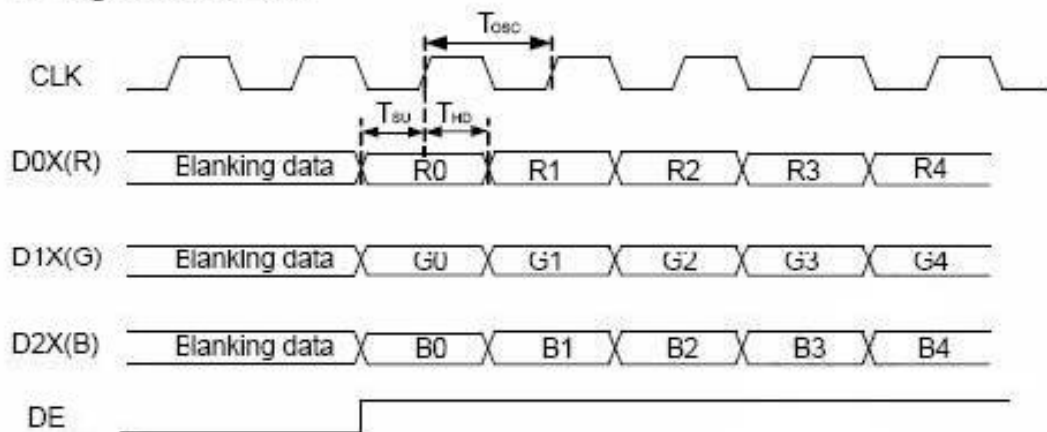 Tosc
CLK
TSU THD
D0X(R) Blanking data R0 R1 R2 R3 R4
D1X(G) Blanking data G0 G1 G2 G3 G4
D2X(B) Blanking data B0 B1 B2 B3 B4
DE